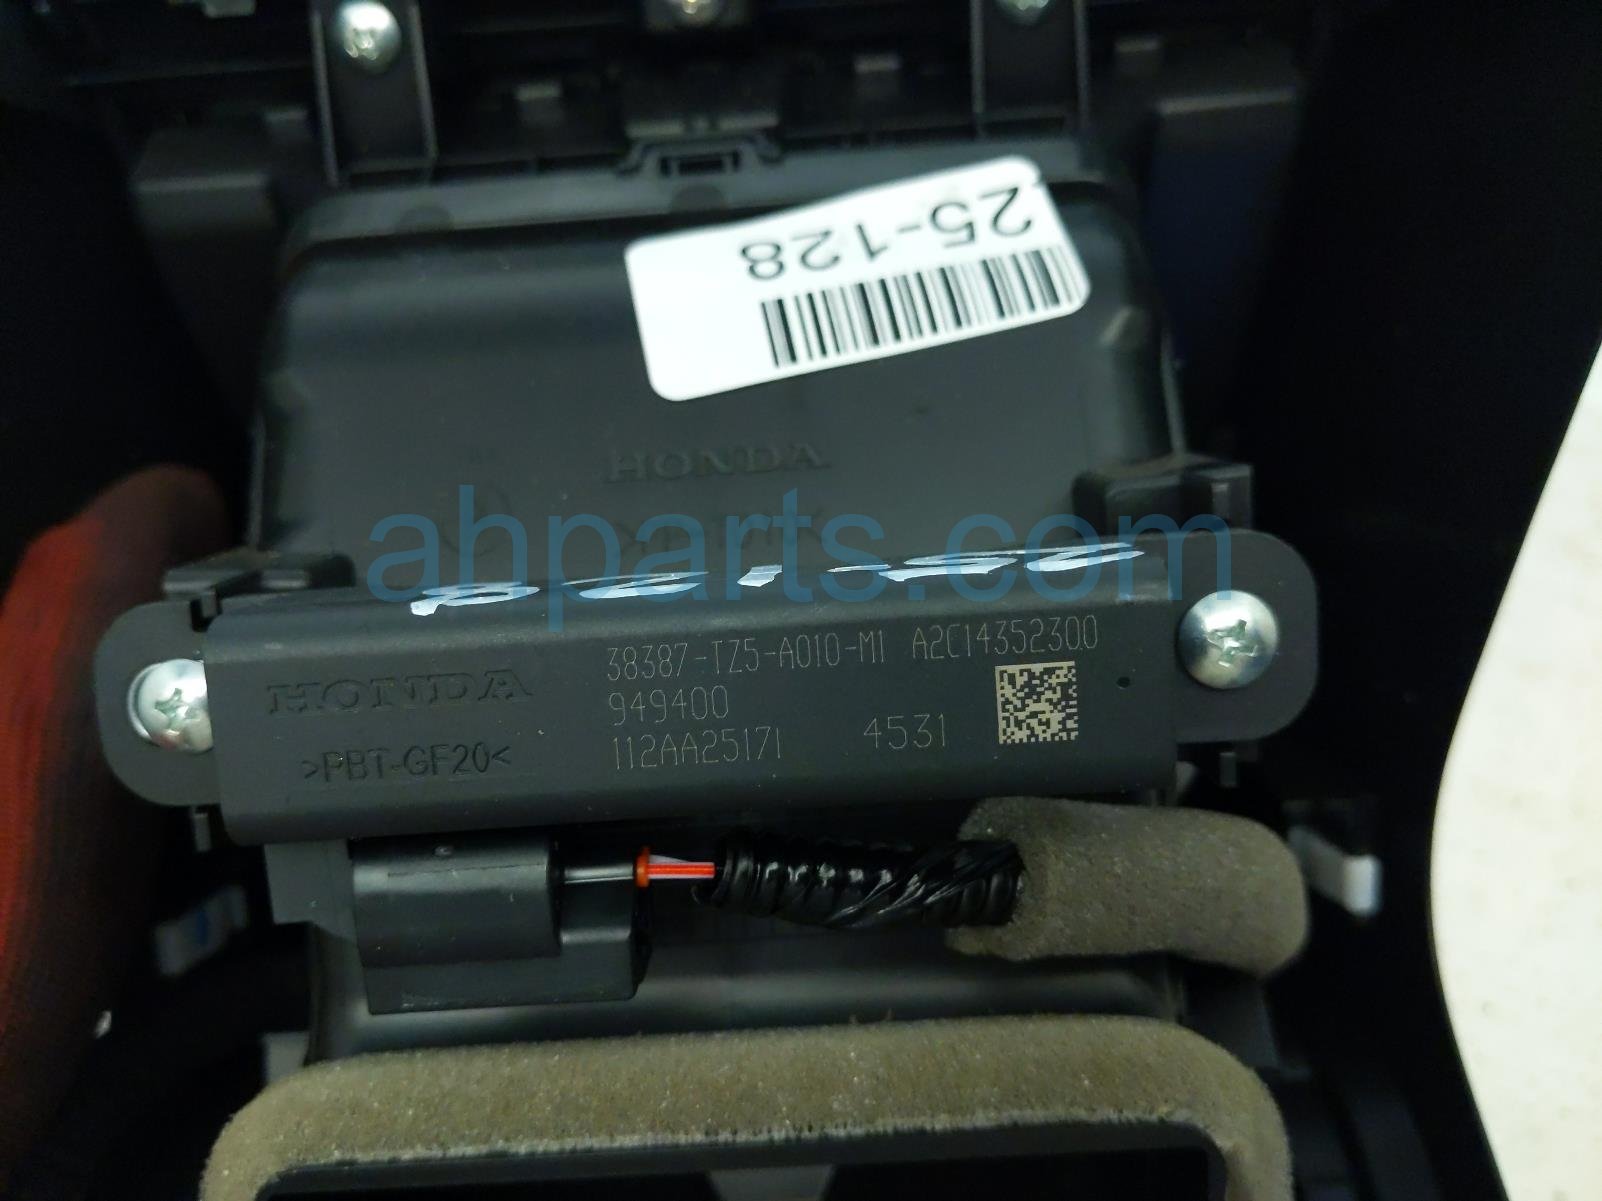 25-128
HONDA
ahparts.com
38387-TZ5-A010-M1 A2C14352300
949400
112AA25171 4531
HONDA
>PBT-GF20<